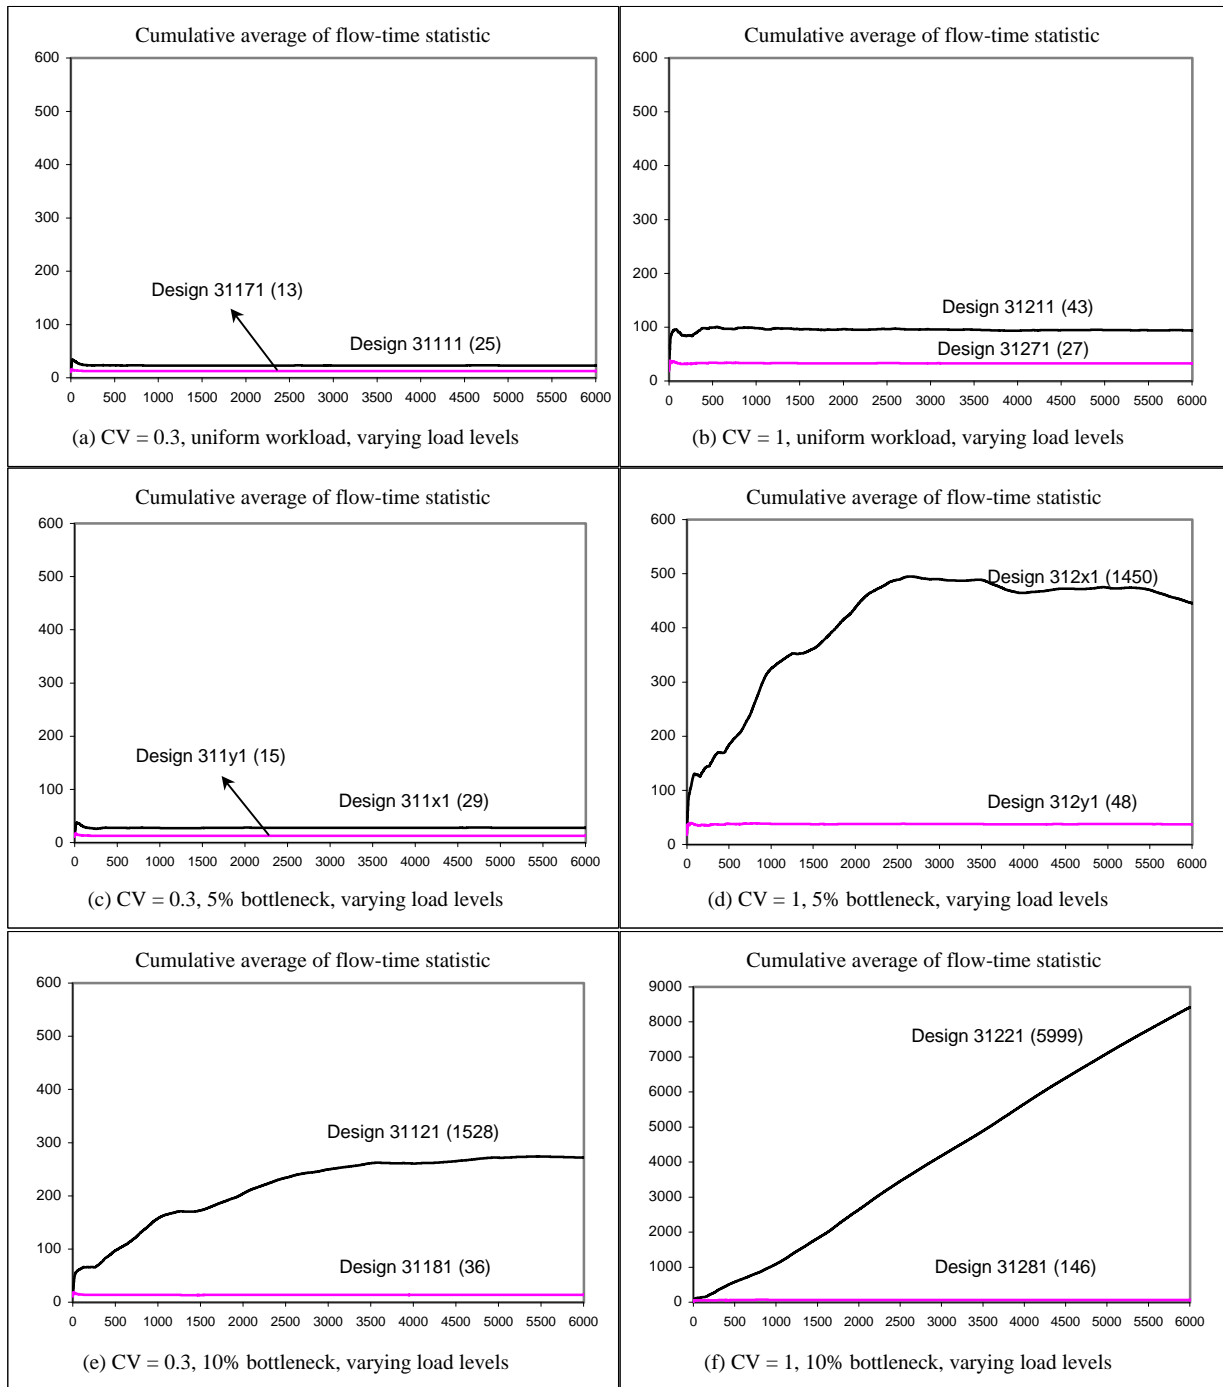 Cumulative average of flow-time statistic
600
500
400
300
200
100
0
Design 31171 (13)
Design 31111 (25)
0 500 1000 1500 2000 2500 3000 3500 4000 4500 5000 5500 6000
(a) CV = 0.3, uniform workload, varying load levels
Cumulative average of flow-time statistic
600
500
400
300
200
100
0
Design 31211 (43)
Design 31271 (27)
0 500 1000 1500 2000 2500 3000 3500 4000 4500 5000 5500 6000
(b) CV = 1, uniform workload, varying load levels
Cumulative average of flow-time statistic
600
500
400
300
200
100
0
Design 311y1 (15)
Design 311x1 (29)
0 500 1000 1500 2000 2500 3000 3500 4000 4500 5000 5500 6000
(c) CV = 0.3, 5% bottleneck, varying load levels
Cumulative average of flow-time statistic
600
500
400
300
200
100
0
Design 312x1 (1450)
Design 312y1 (48)
0 500 1000 1500 2000 2500 3000 3500 4000 4500 5000 5500 6000
(d) CV = 1, 5% bottleneck, varying load levels
Cumulative average of flow-time statistic
600
500
400
300
200
100
0
Design 31121 (1528)
Design 31181 (36)
0 500 1000 1500 2000 2500 3000 3500 4000 4500 5000 5500 6000
(e) CV = 0.3, 10% bottleneck, varying load levels
Cumulative average of flow-time statistic
9000
8000
7000
6000
5000
4000
3000
2000
1000
0
Design 31221 (5999)
Design 31281 (146)
0 500 1000 1500 2000 2500 3000 3500 4000 4500 5000 5500 6000
(f) CV = 1, 10% bottleneck, varying load levels